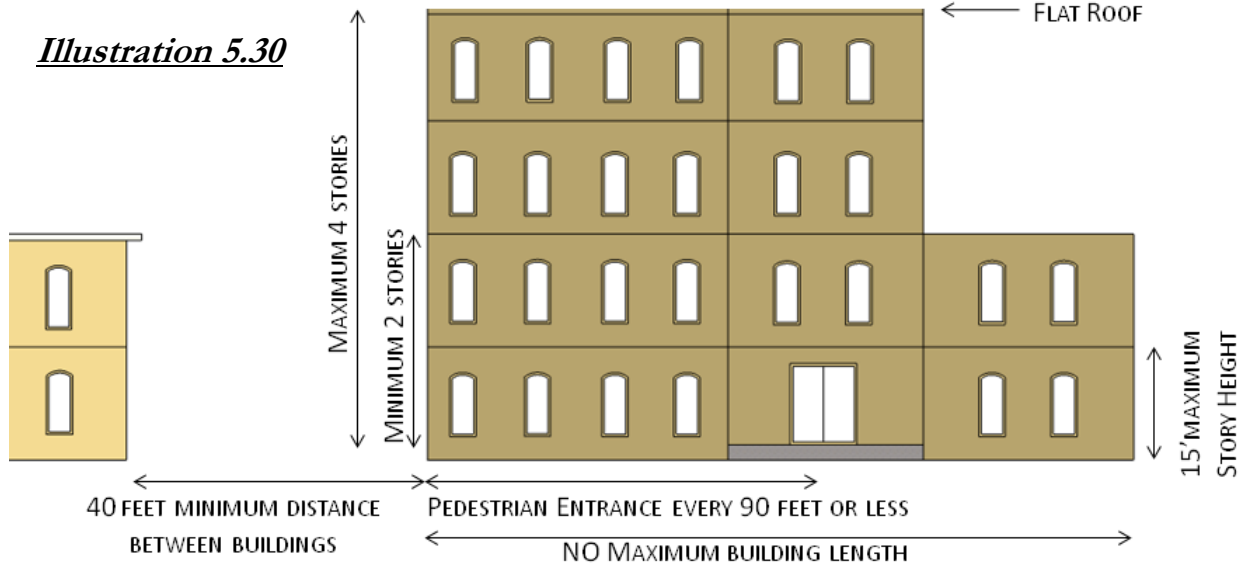 FLAT ROOF
Illustration 5.30
MAXIMUM 4 STORIES
MINIMUM 2 STORIES
15'MAXIMUM
STORY HEIGHT
40 FEET MINIMUM DISTANCE
BETWEEN BUILDINGS
PEDESTRIAN ENTRANCE EVERY 90 FEET OR LESS
NO MAXIMUM BUILDING LENGTH